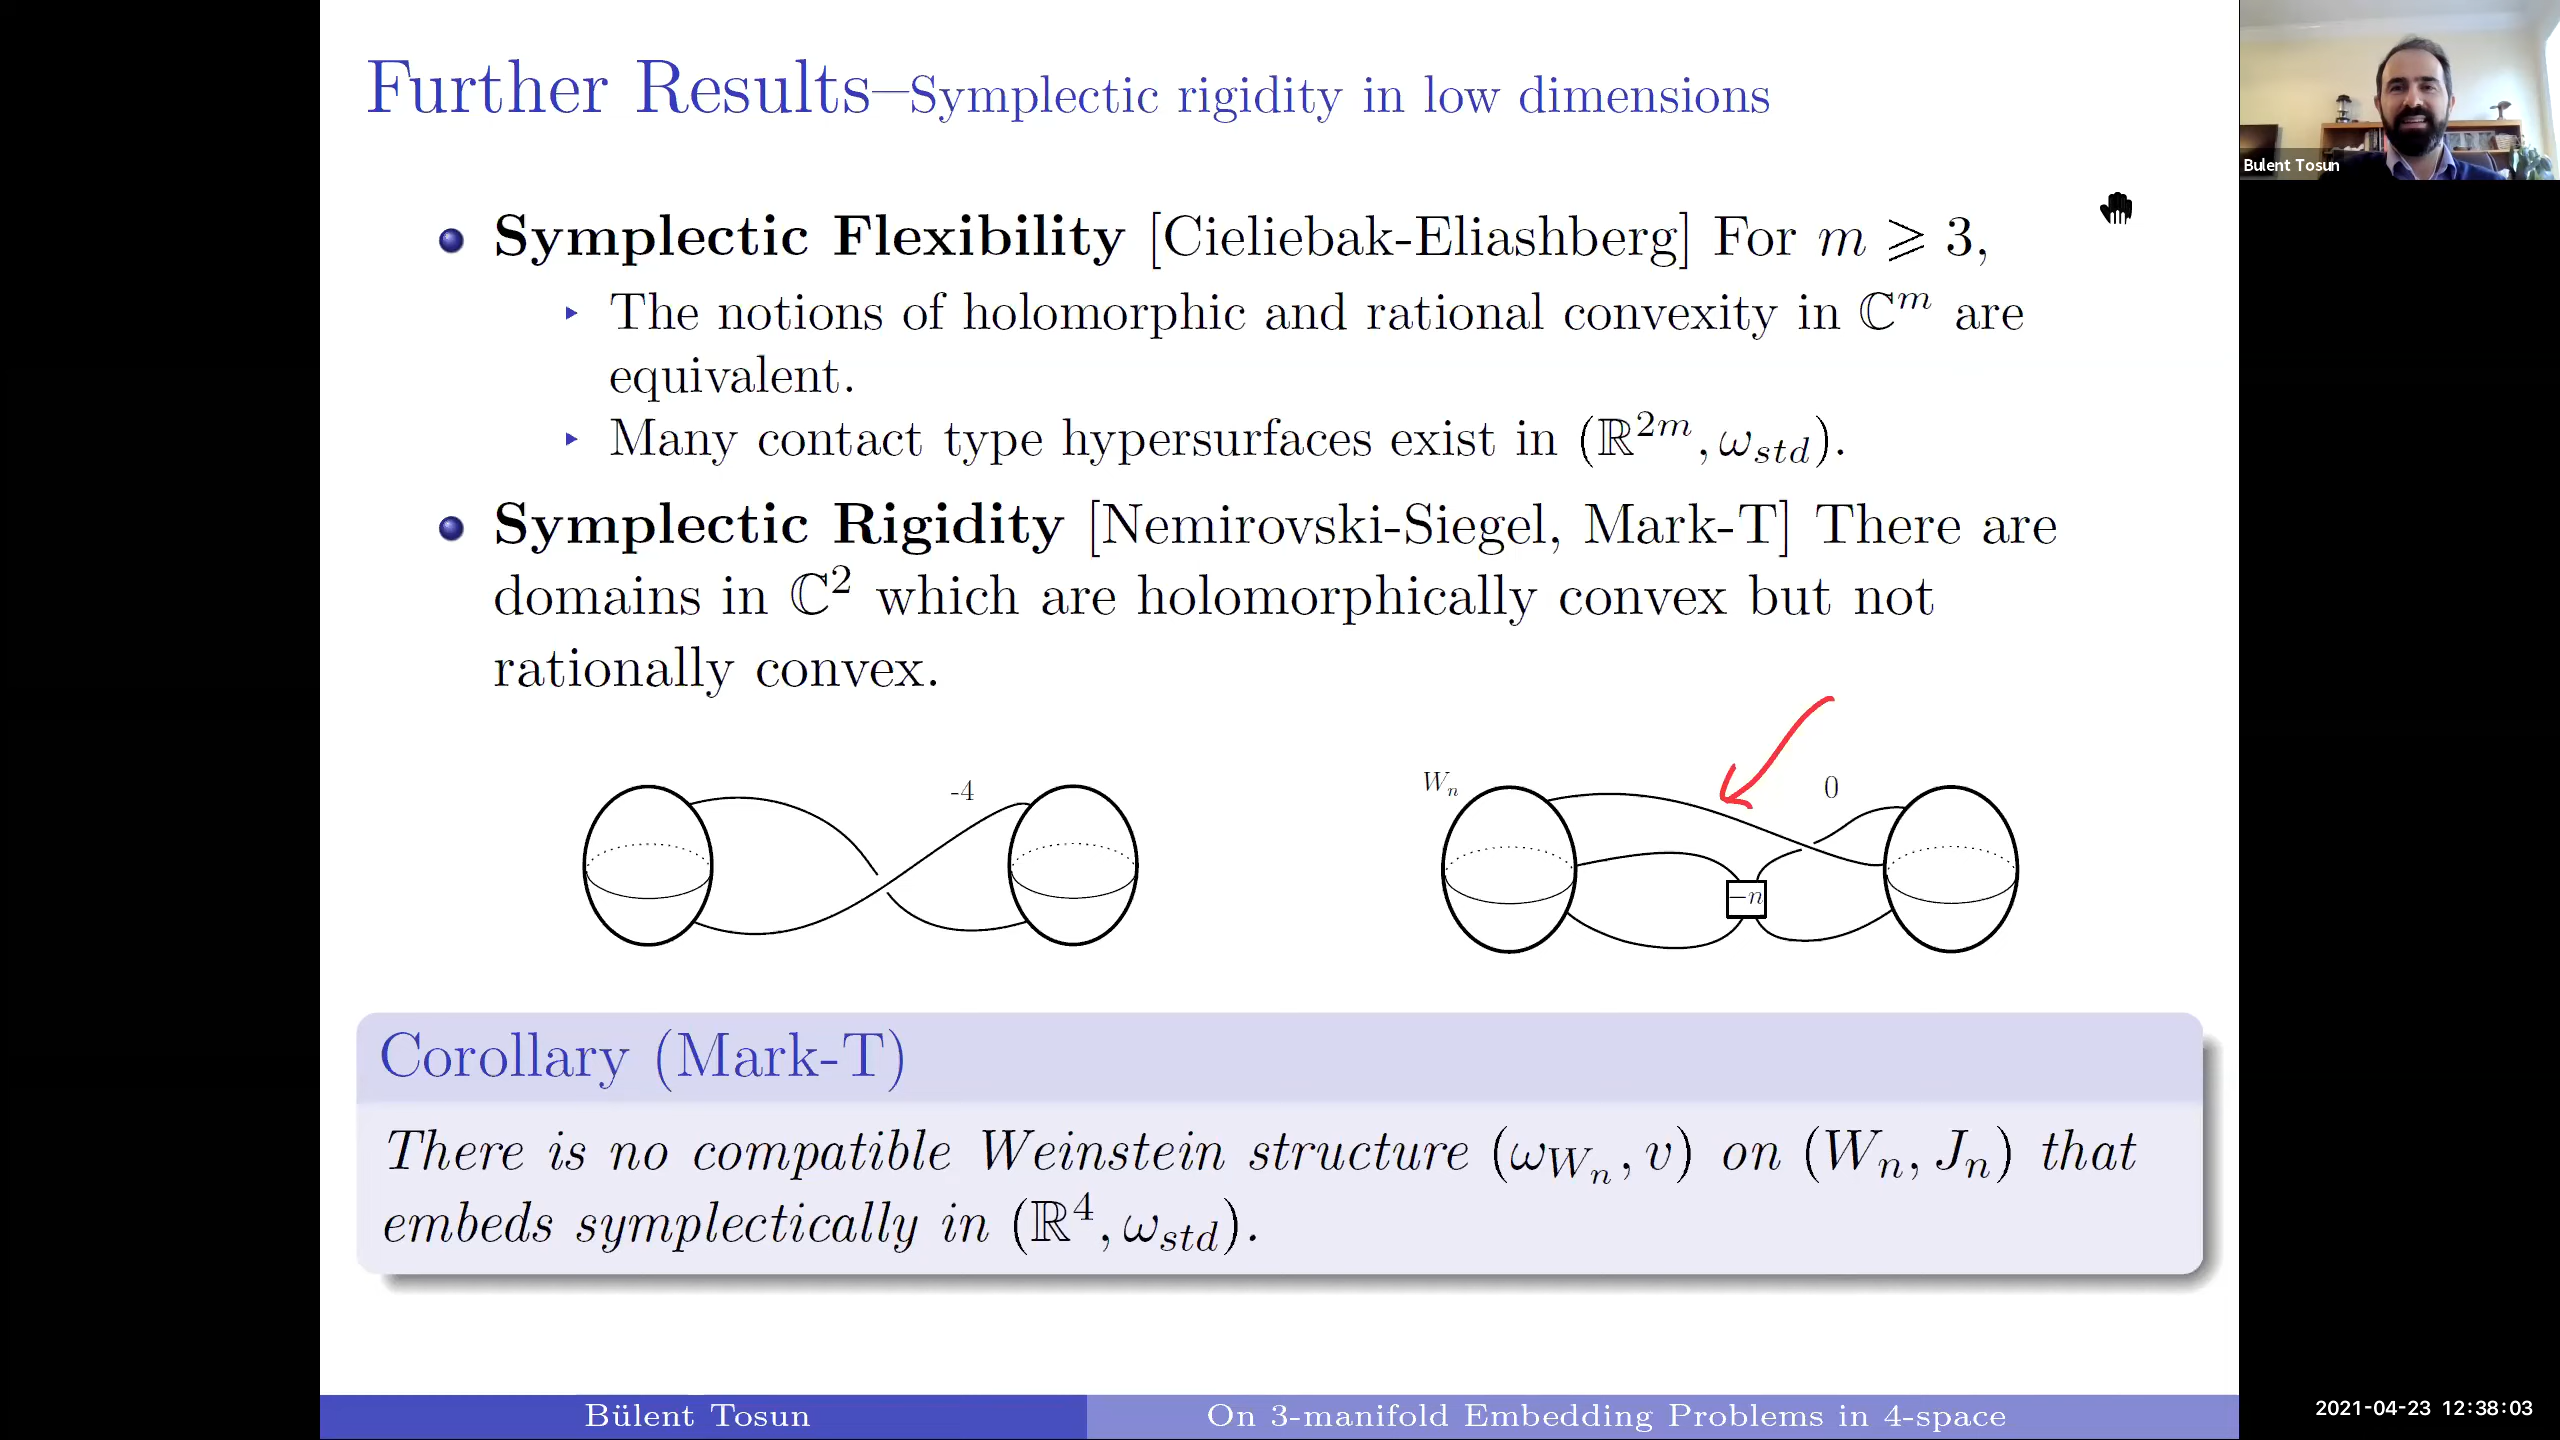 Further Results–Symplectic rigidity in low dimensions
Bulent Tosun
Symplectic Flexibility [Cieliebak-Eliashberg] For m ⩾ 3,
The notions of holomorphic and rational convexity in ℂᵐ are
equivalent.
Many contact type hypersurfaces exist in (ℝ²ᵐ, ω_std).
Symplectic Rigidity [Nemirovski-Siegel, Mark-T] There are
domains in ℂ² which are holomorphically convex but not
rationally convex.
-4
W_n
0
−n
Corollary (Mark-T)
There is no compatible Weinstein structure (ω_{W_n}, v) on (W_n, J_n) that
embeds symplectically in (ℝ⁴, ω_std).
Bülent Tosun
On 3-manifold Embedding Problems in 4-space
2021-04-23 12:38:03